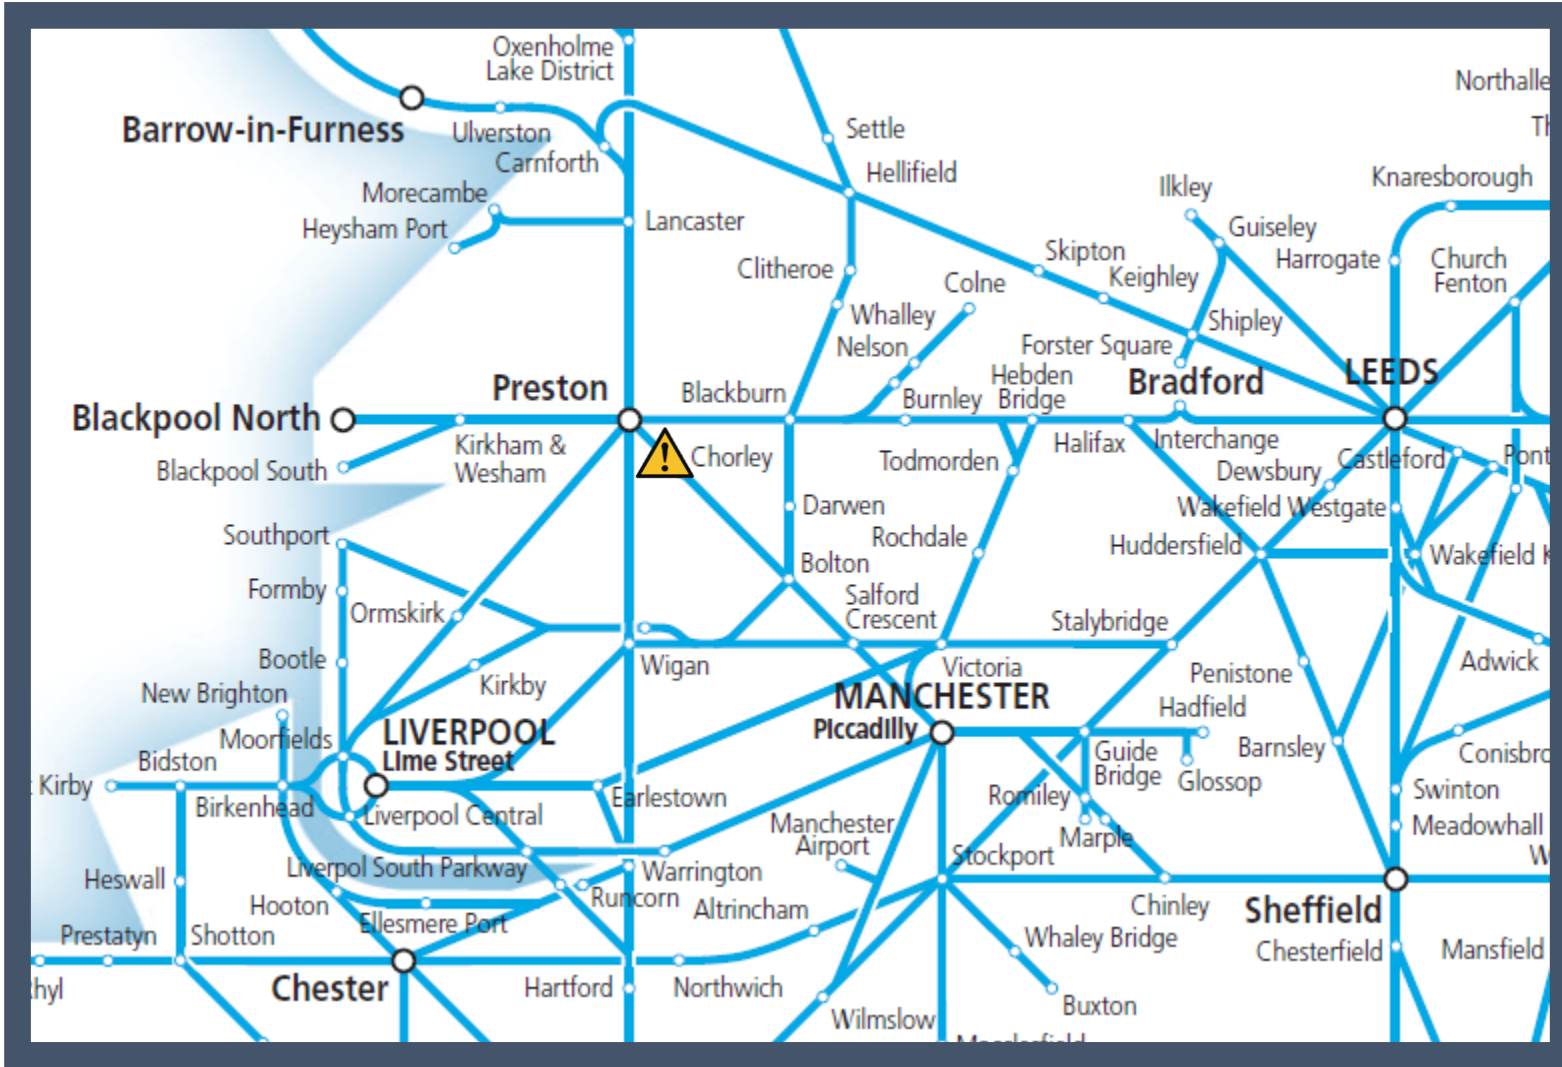 Oxenholme
Lake District
Northalle
Barrow-in-Furness
Ulverston
Settle
Th
Carnforth
Hellifield
Morecambe
Ilkley
Knaresborough
Heysham Port
Lancaster
Guiseley
Skipton
Harrogate
Church
Fenton
Clitheroe
Keighley
Colne
Whalley
Shipley
Nelson
Forster Square
Preston
Blackburn
Hebden
Bridge
Bradford
LEEDS
Burnley
Blackpool North
Kirkham &
Wesham
Halifax
Interchange
Chorley
Todmorden
Dewsbury
Castleford
Pont
Blackpool South
Darwen
Wakefield Westgate
Southport
Rochdale
Huddersfield
Wakefield K
Bolton
Formby
Ormskirk
Salford
Crescent
Stalybridge
Bootle
Wigan
Victoria
Adwick
New Brighton
Kirkby
MANCHESTER
Piccadilly
Penistone
Hadfield
Moorfields
LIVERPOOL
Lime Street
Bidston
Guide
Bridge
Barnsley
Conisbro
Kirby
Glossop
Birkenhead
Liverpool Central
Earlestown
Romiley
Swinton
Manchester
Airport
Marple
Meadowhall
W
Liverpol South Parkway
Warrington
Stockport
Heswall
Runcorn
Hooton
Altrincham
Chinley
Sheffield
Ellesmere Port
Prestatyn
Shotton
Whaley Bridge
Chesterfield
Mansfield
Rhyl
Chester
Hartford
Northwich
Buxton
Wilmslow